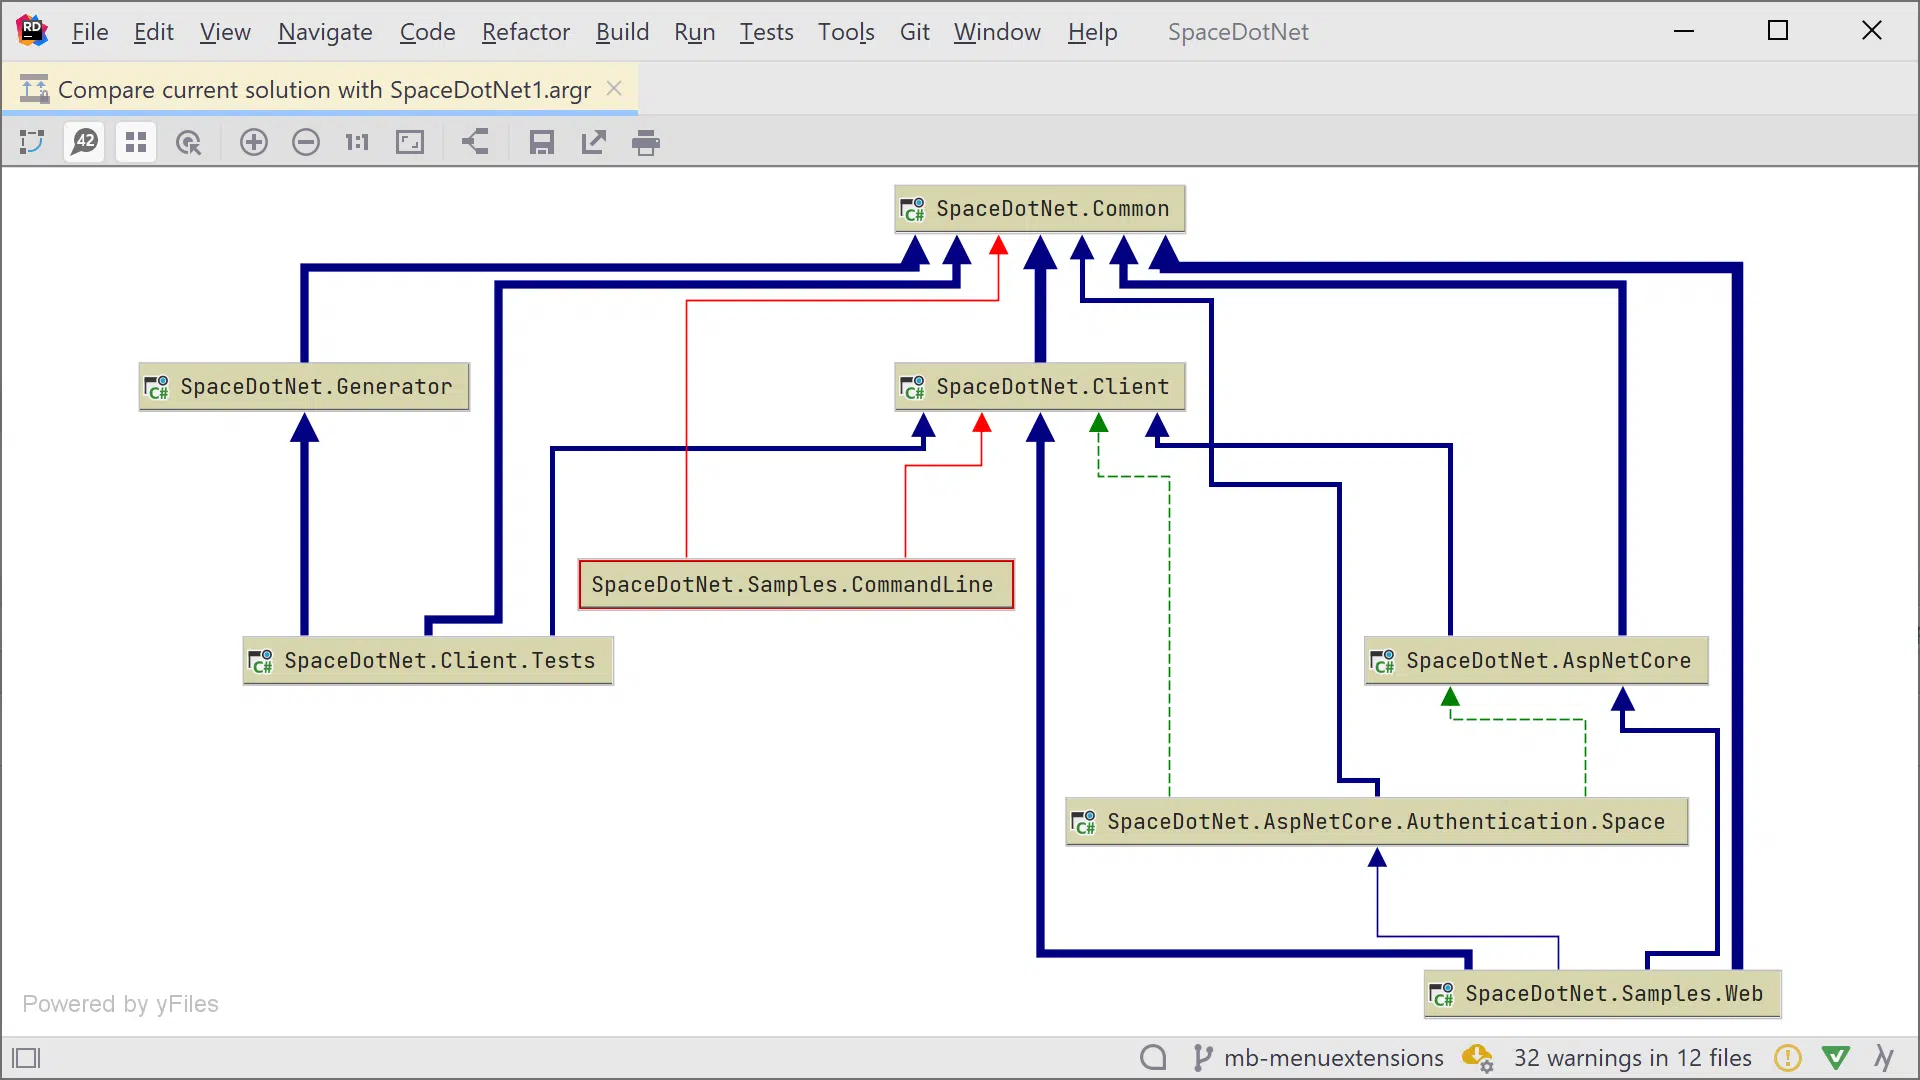 RD File Edit View Navigate Code Refactor Build Run Tests Tools Git Window Help SpaceDotNet
Compare current solution with SpaceDotNet1.argr
42 1:1
C# SpaceDotNet.Common
C# SpaceDotNet.Generator
C# SpaceDotNet.Client
SpaceDotNet.Samples.CommandLine
C# SpaceDotNet.Client.Tests
C# SpaceDotNet.AspNetCore
C# SpaceDotNet.AspNetCore.Authentication.Space
C# SpaceDotNet.Samples.Web
Powered by yFiles
mb-menuextensions 32 warnings in 12 files